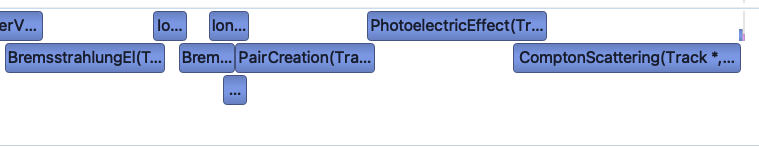 erV... Io... Ion... PhotoelectricEffect(Tr...
BremsstrahlungEl(T... Brem... PairCreation(Tra... ComptonScattering(Track *,...
...